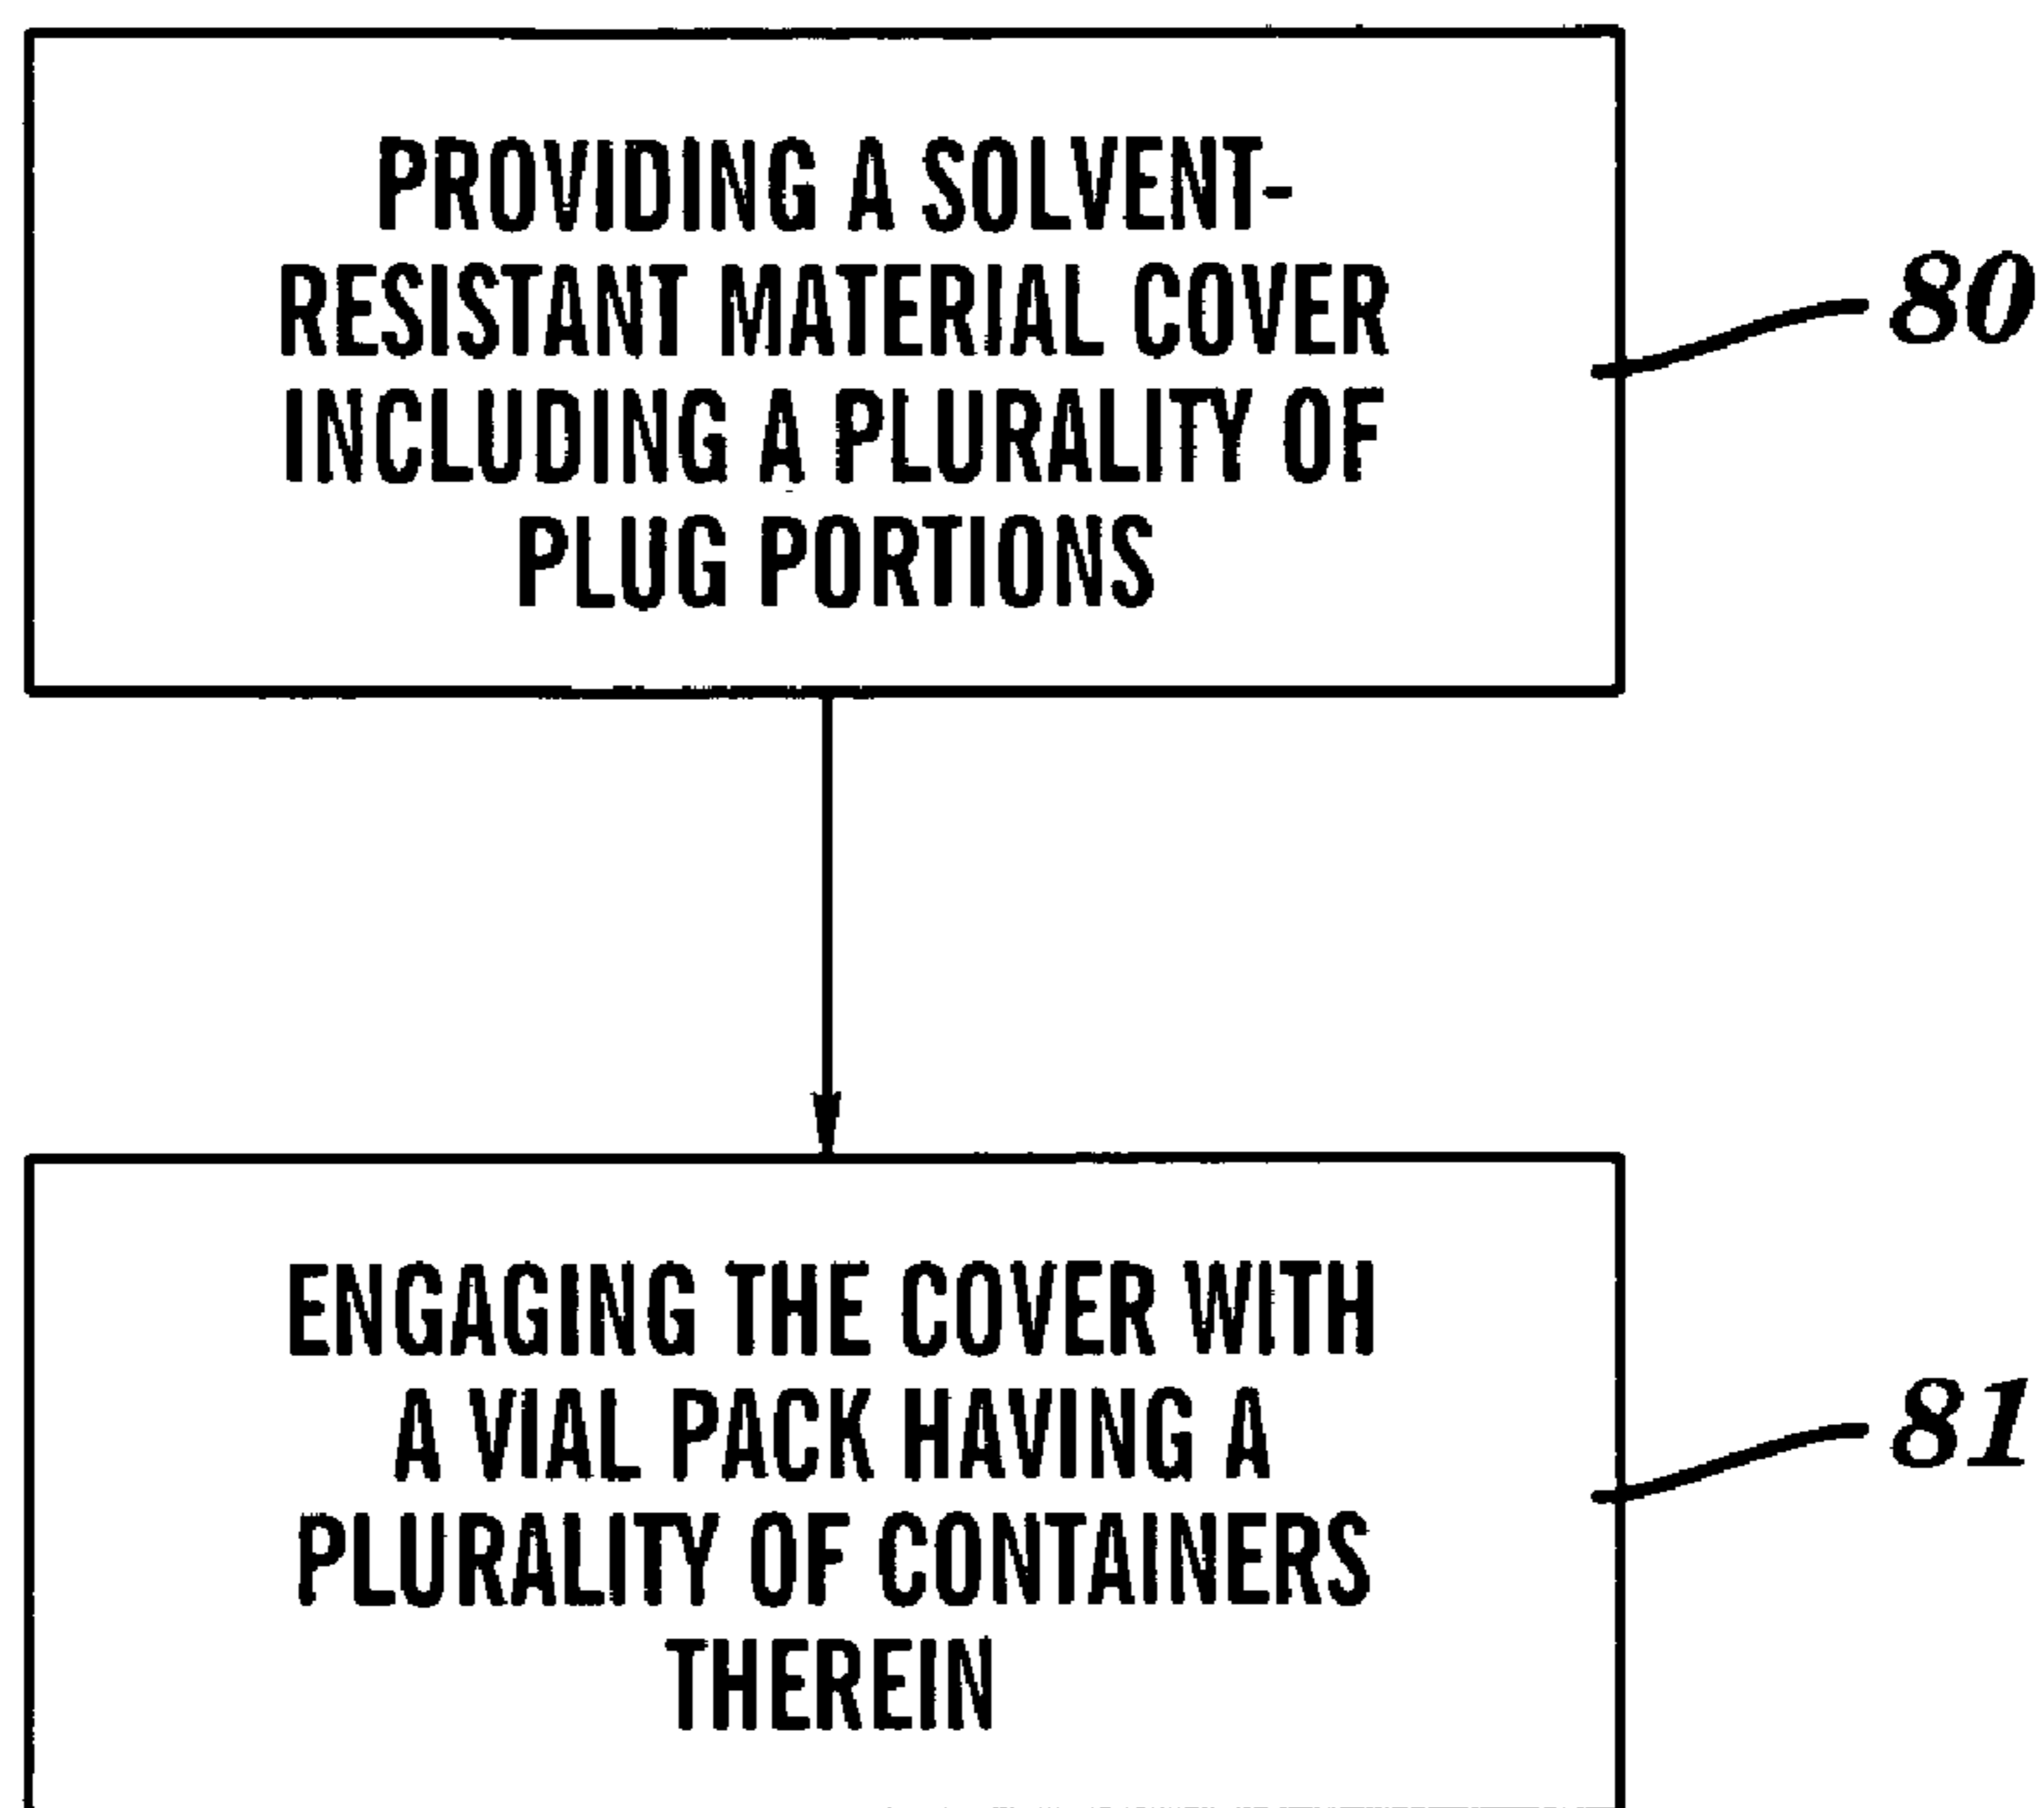 PROVIDING A SOLVENT-
RESISTANT MATERIAL COVER
INCLUDING A PLURALITY OF
PLUG PORTIONS
80
ENGAGING THE COVER WITH
A VIAL PACK HAVING A
PLURALITY OF CONTAINERS
THEREIN
81